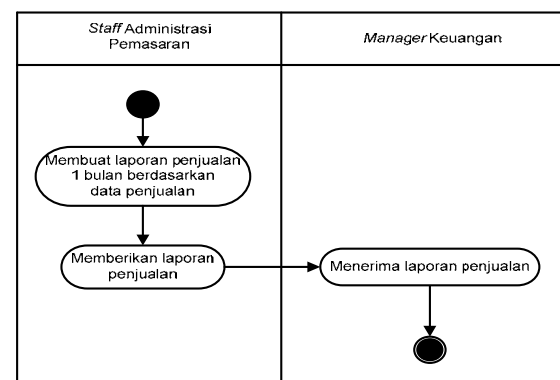 Staff Administrasi
Pemasaran
Manager Keuangan
Membuat laporan penjualan
1 bulan berdasarkan
data penjualan
Memberikan laporan
penjualan
Menerima laporan penjualan